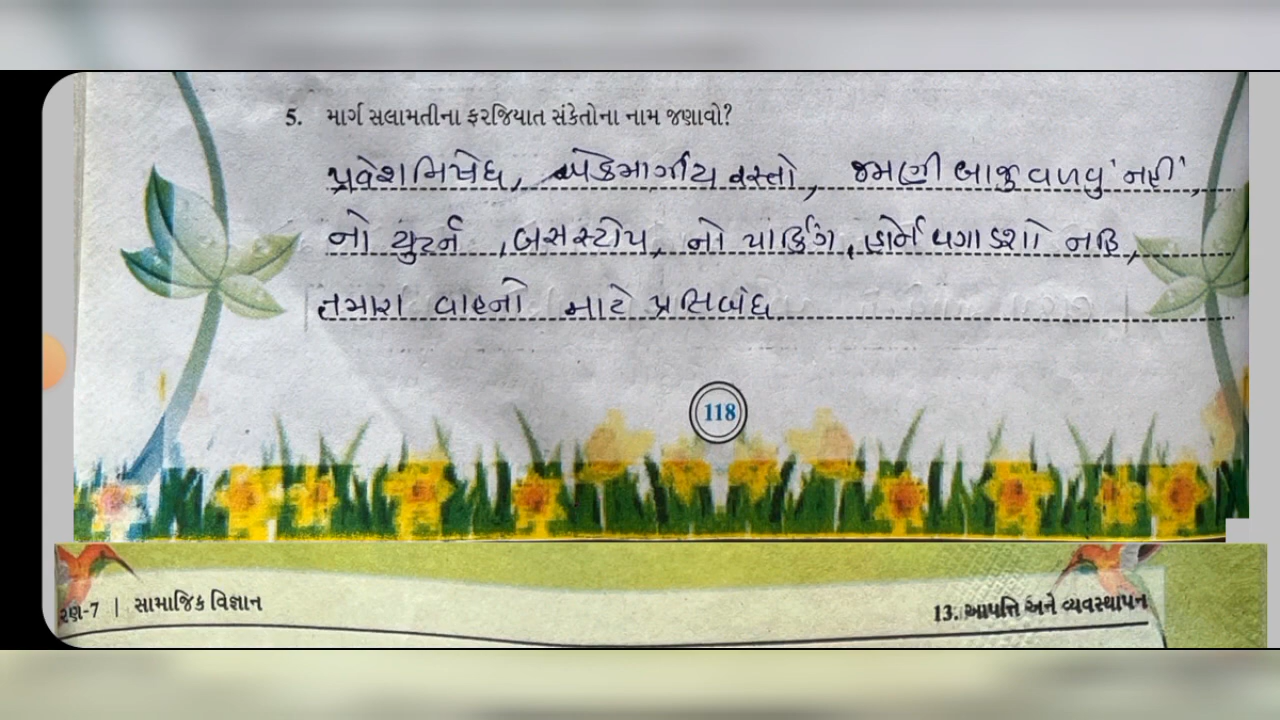 5. માર્ગ સલામતીના ફરજિયાત સંકેતોના નામ જણાવો?
પ્રવેશ નિષેધ, એકમાર્ગીય રસ્તો, જમણી બાજુ વળવું નહીં,
નો યુટર્ન, બસસ્ટોપ, નો પાર્કિંગ, હોર્ન વગાડશો નહિ,
તમારા વાહનો માટે પ્રતિબંધ
118
રણ-7 | સામાજિક વિજ્ઞાન
13. આપત્તિ અને વ્યવસ્થાપન